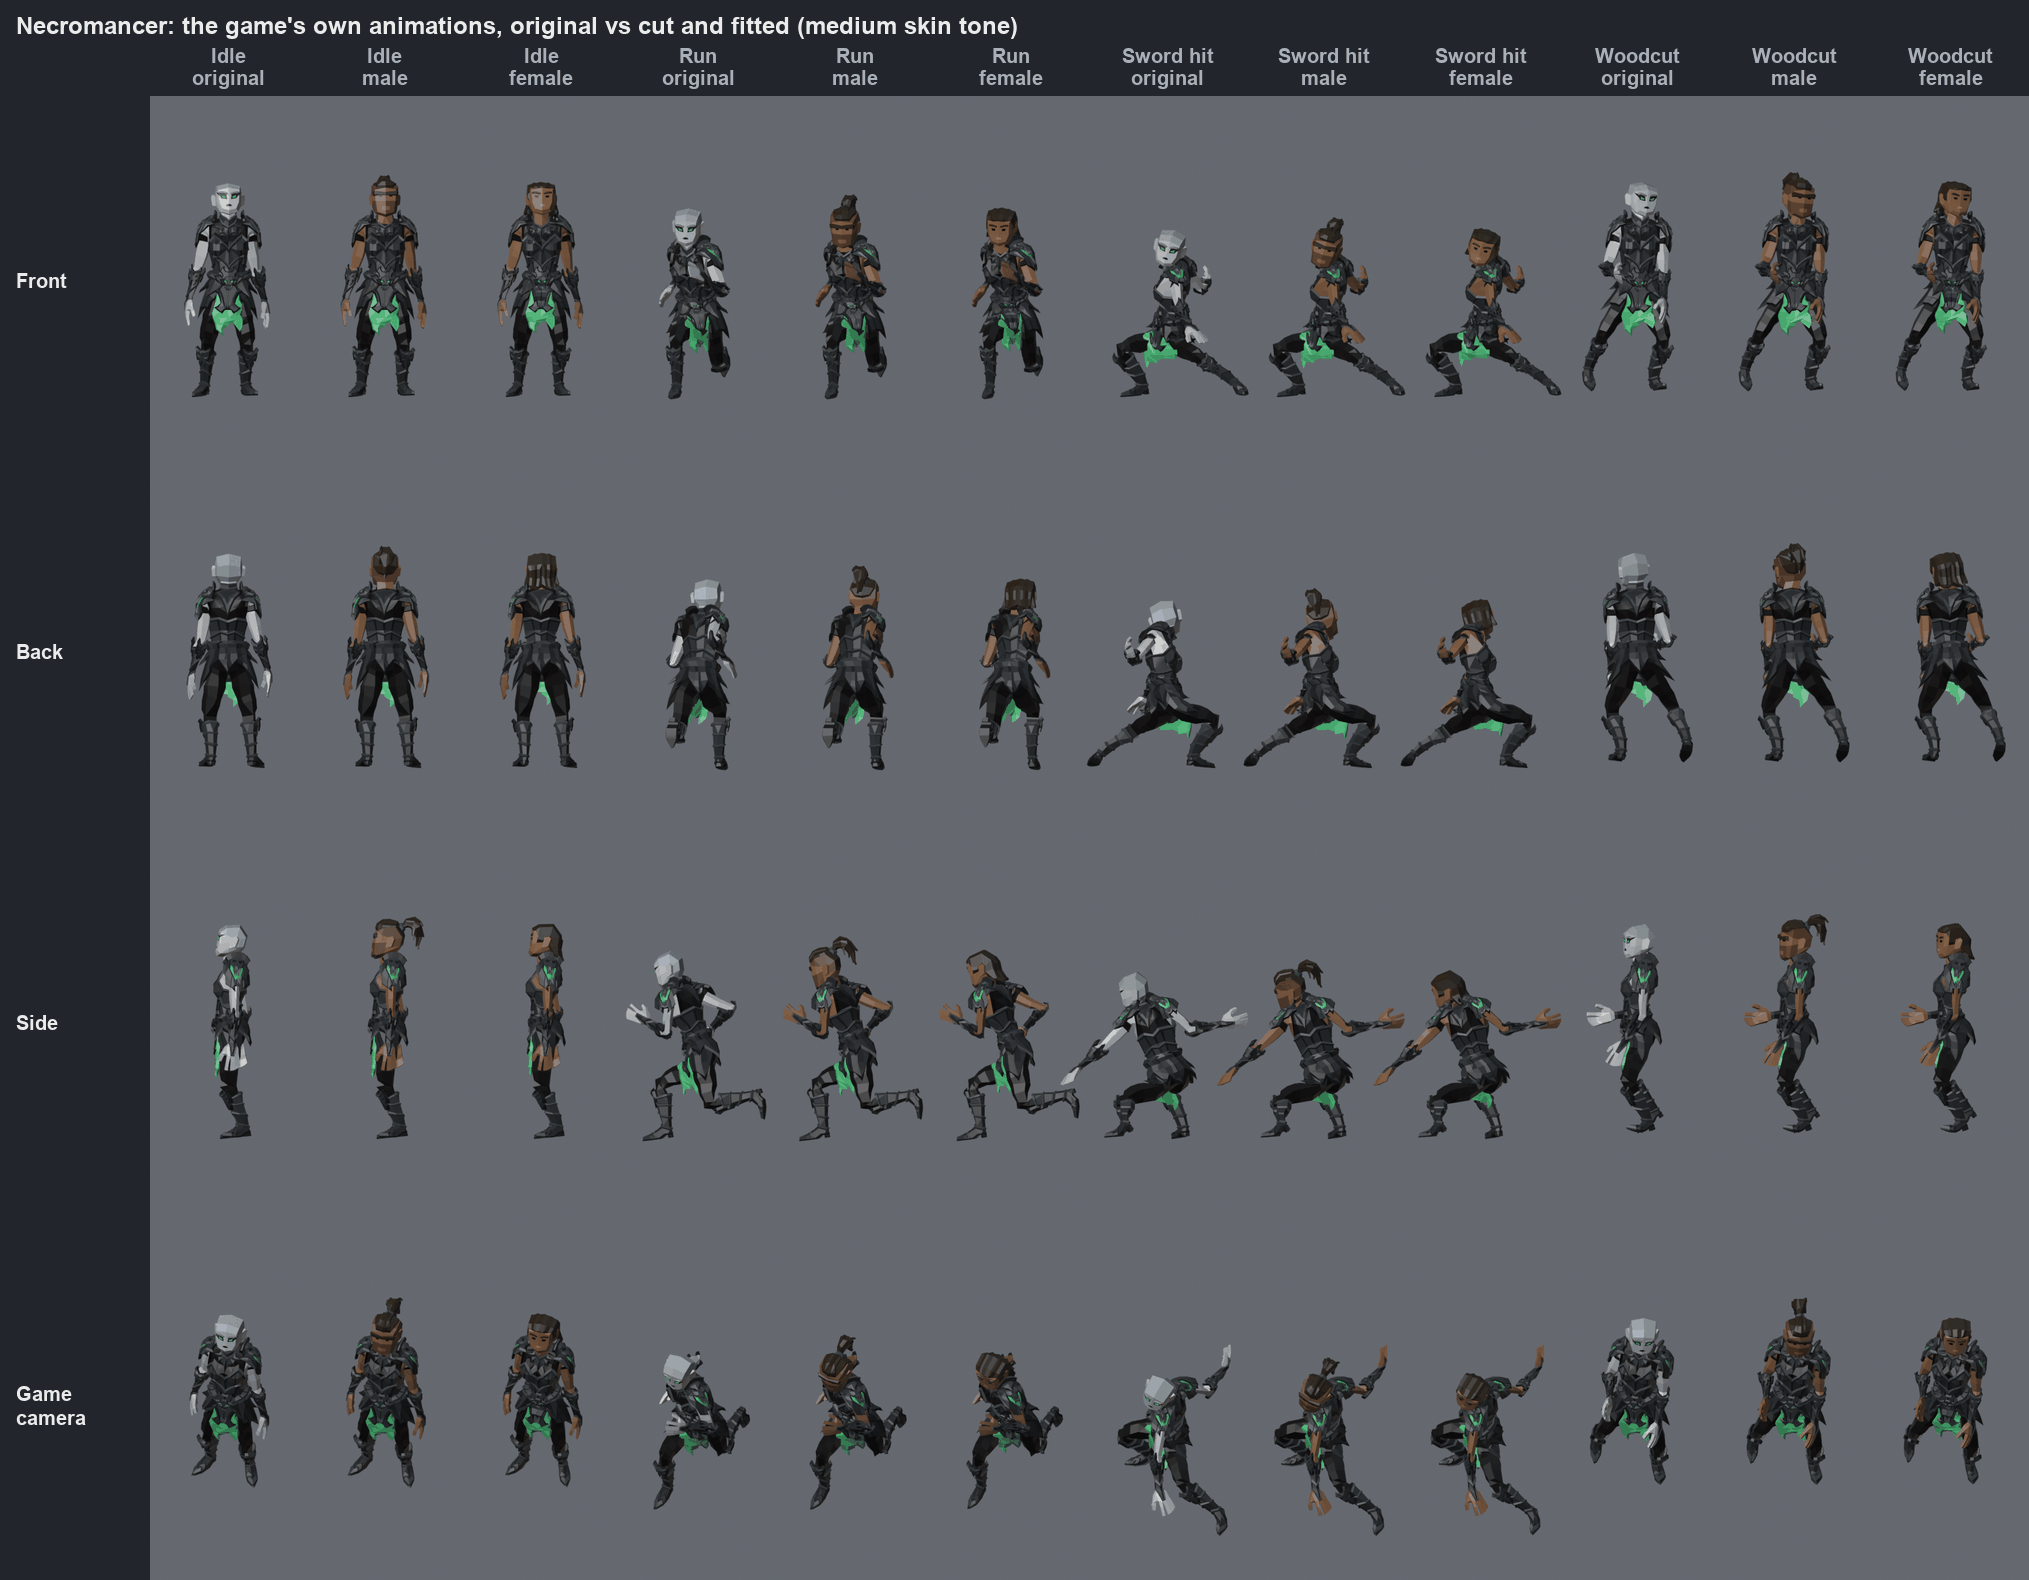 Necromancer: the game's own animations, original vs cut and fitted (medium skin tone)
Idle original
Idle male
Idle female
Run original
Run male
Run female
Sword hit original
Sword hit male
Sword hit female
Woodcut original
Woodcut male
Woodcut female
Front
Back
Side
Game
camera